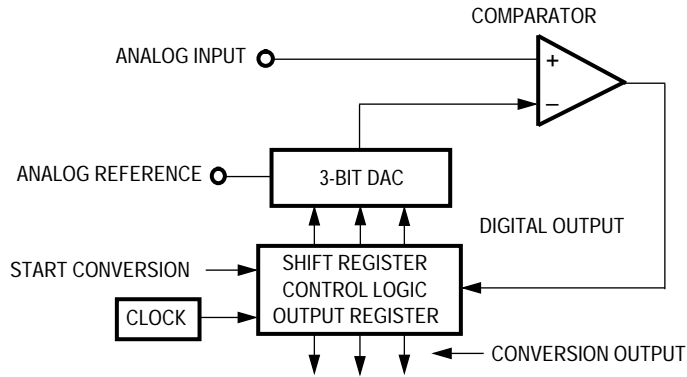 COMPARATOR
ANALOG INPUT
+
−
ANALOG REFERENCE
3-BIT DAC
DIGITAL OUTPUT
START CONVERSION
SHIFT REGISTER
CONTROL LOGIC
OUTPUT REGISTER
CLOCK
CONVERSION OUTPUT